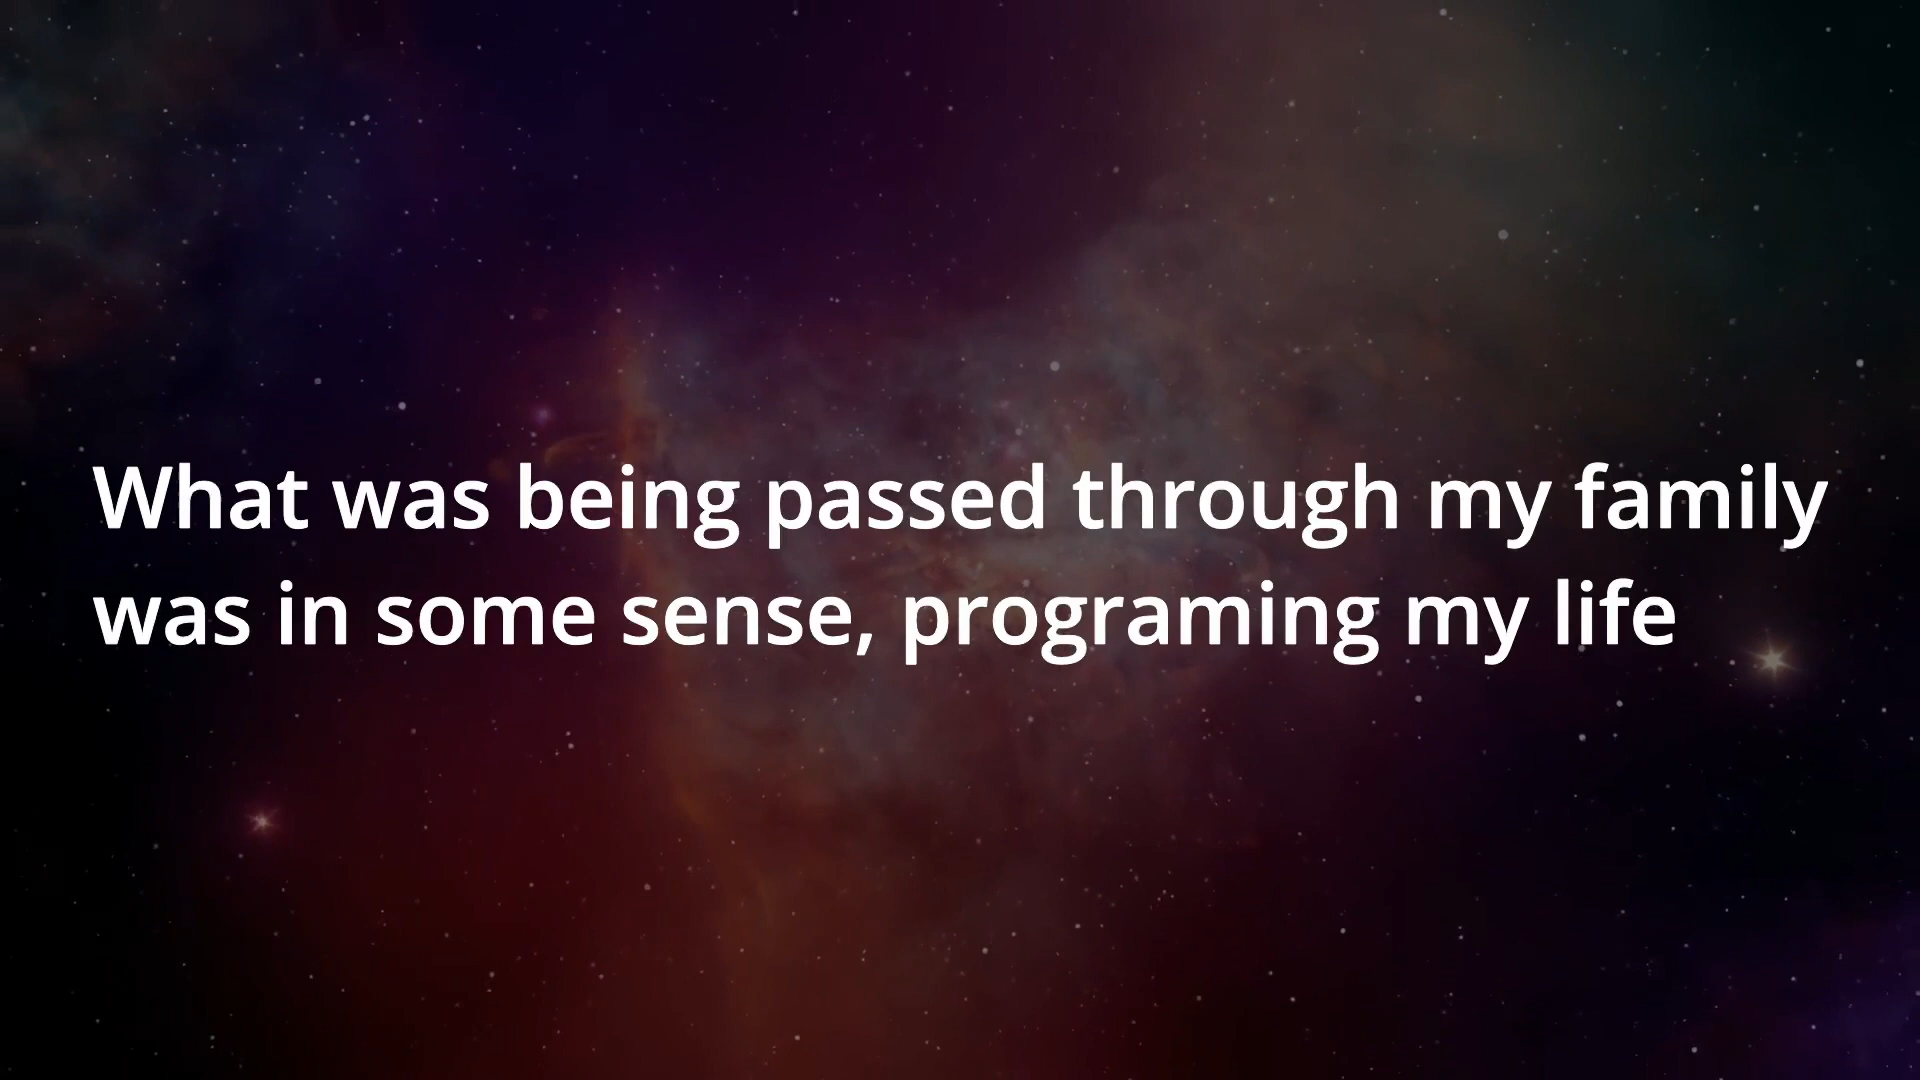 What was being passed through my family
was in some sense, programing my life